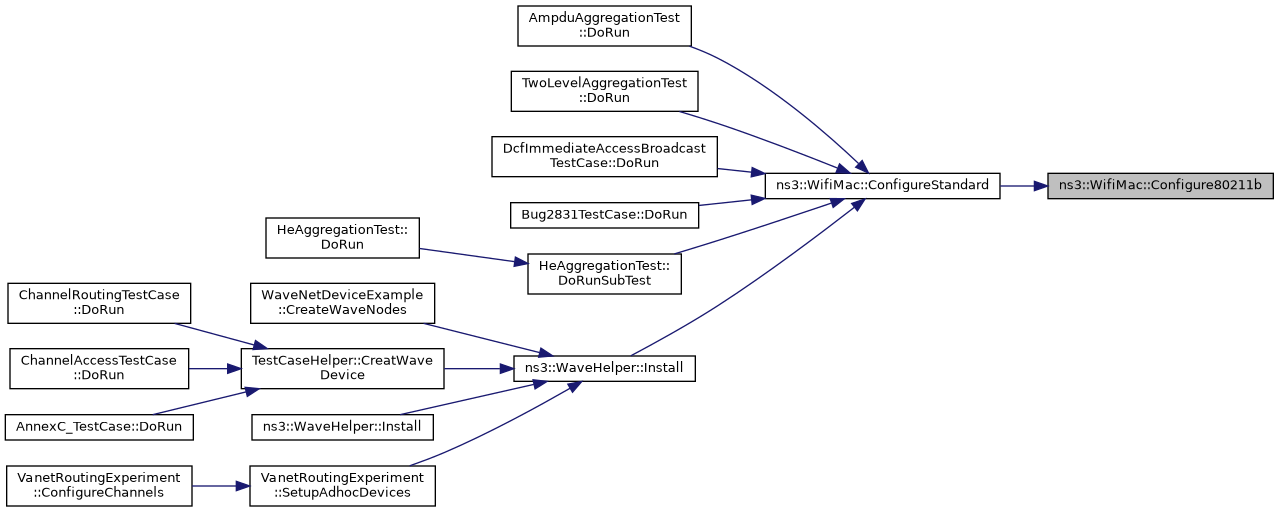 AmpduAggregationTest
::DoRun
TwoLevelAggregationTest
::DoRun
DcfImmediateAccessBroadcast
TestCase::DoRun
ns3::WifiMac::ConfigureStandard
ns3::WifiMac::Configure80211b
Bug2831TestCase::DoRun
HeAggregationTest::
DoRun
HeAggregationTest::
DoRunSubTest
ChannelRoutingTestCase
::DoRun
WaveNetDeviceExample
::CreateWaveNodes
ChannelAccessTestCase
::DoRun
TestCaseHelper::CreatWave
Device
ns3::WaveHelper::Install
AnnexC_TestCase::DoRun
ns3::WaveHelper::Install
VanetRoutingExperiment
::ConfigureChannels
VanetRoutingExperiment
::SetupAdhocDevices